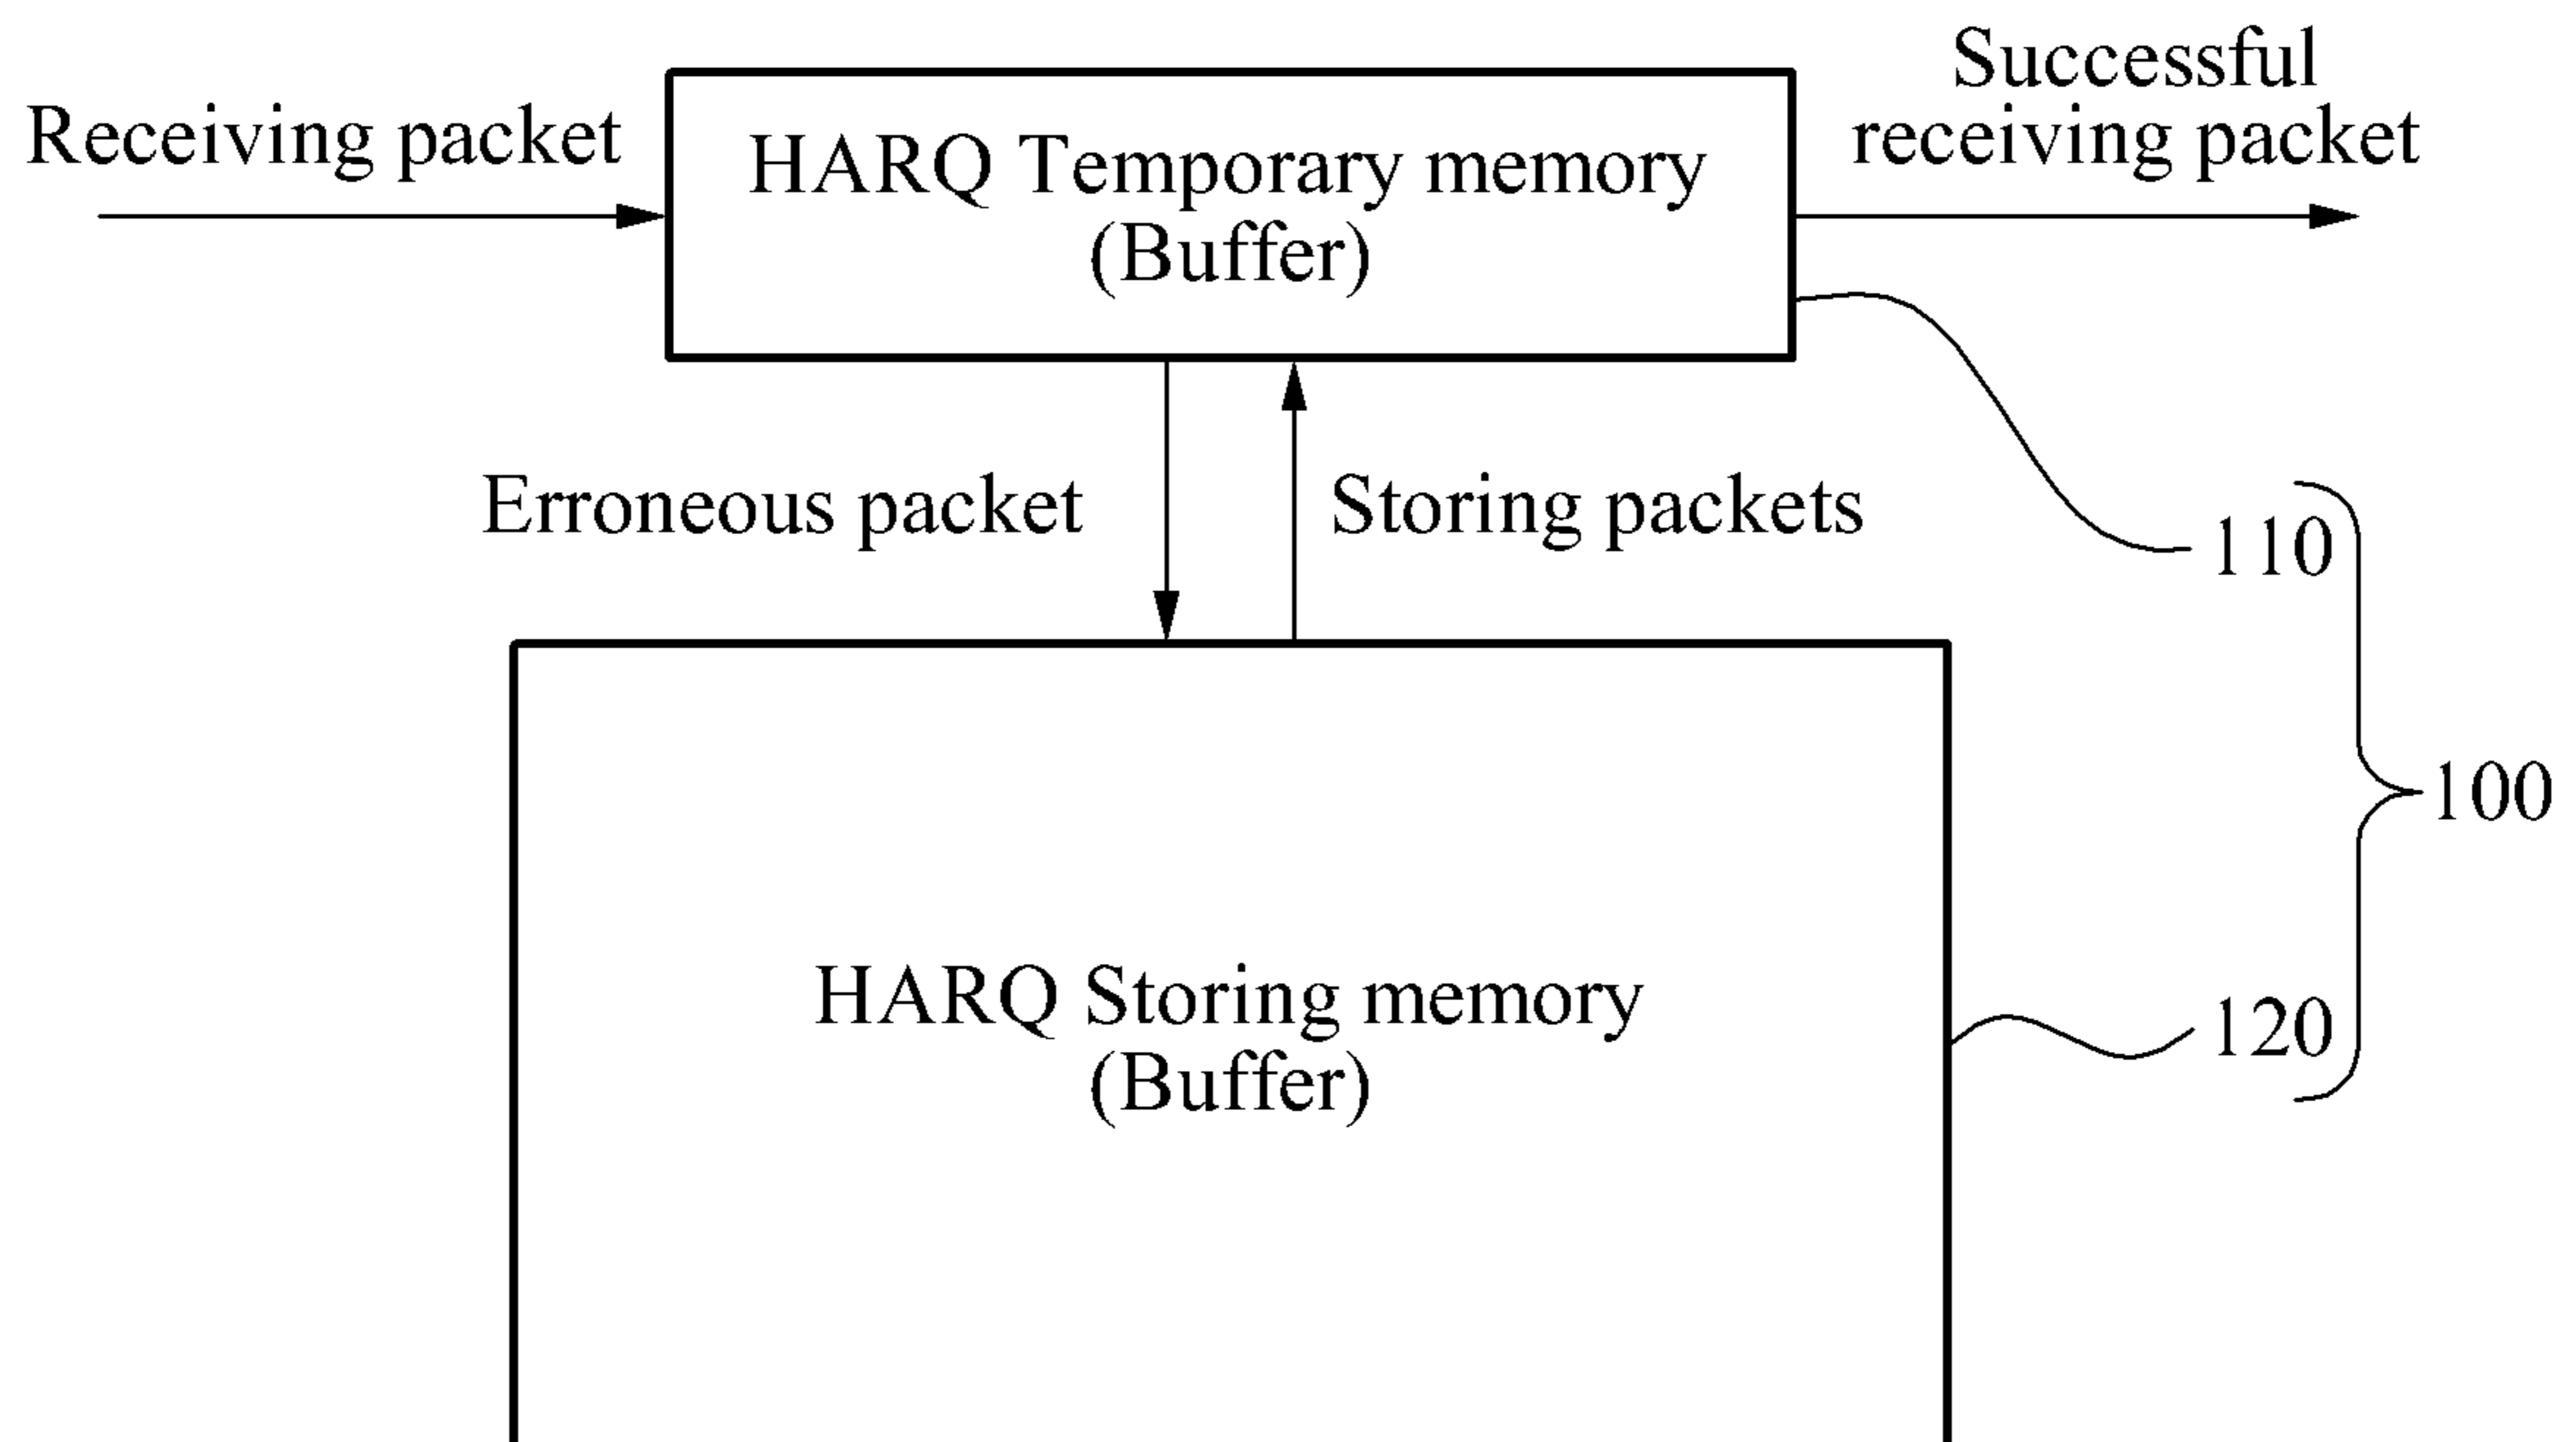 Receiving packet
HARQ Temporary memory
(Buffer)
Successful
receiving packet
Erroneous packet
Storing packets
110
100
HARQ Storing memory
(Buffer)
120